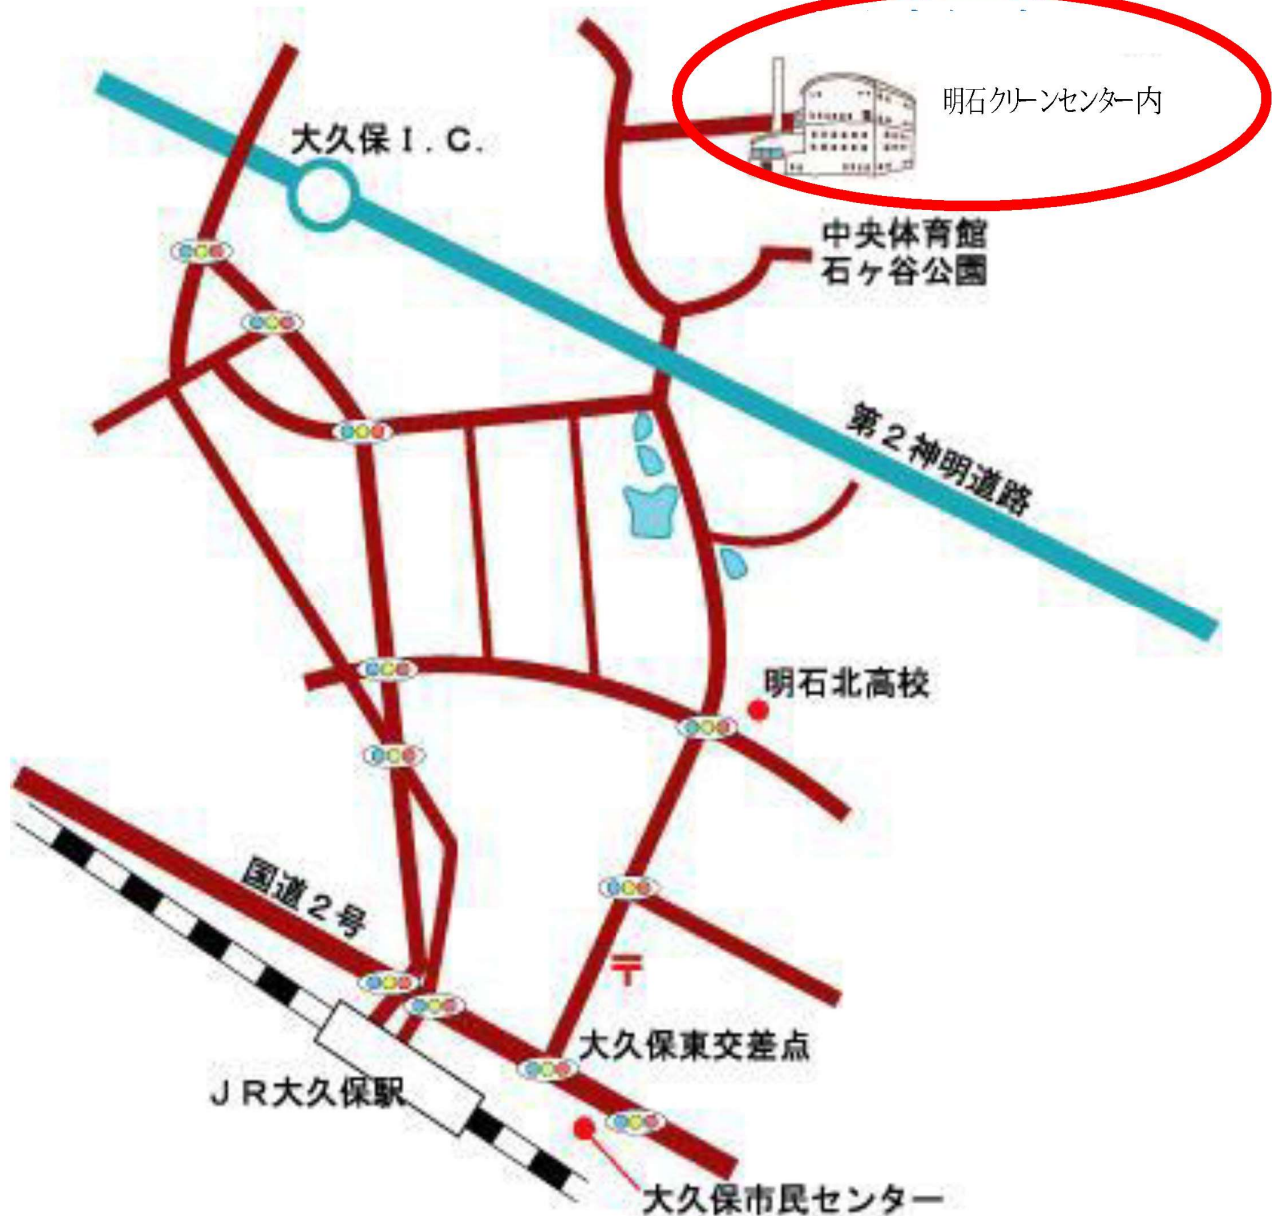 明石クリーンセンター内
大久保Ｉ．Ｃ．
中央体育館
石ヶ谷公園
第２神明道路
明石北高校
国道２号
〒
大久保東交差点
ＪＲ大久保駅
大久保市民センター